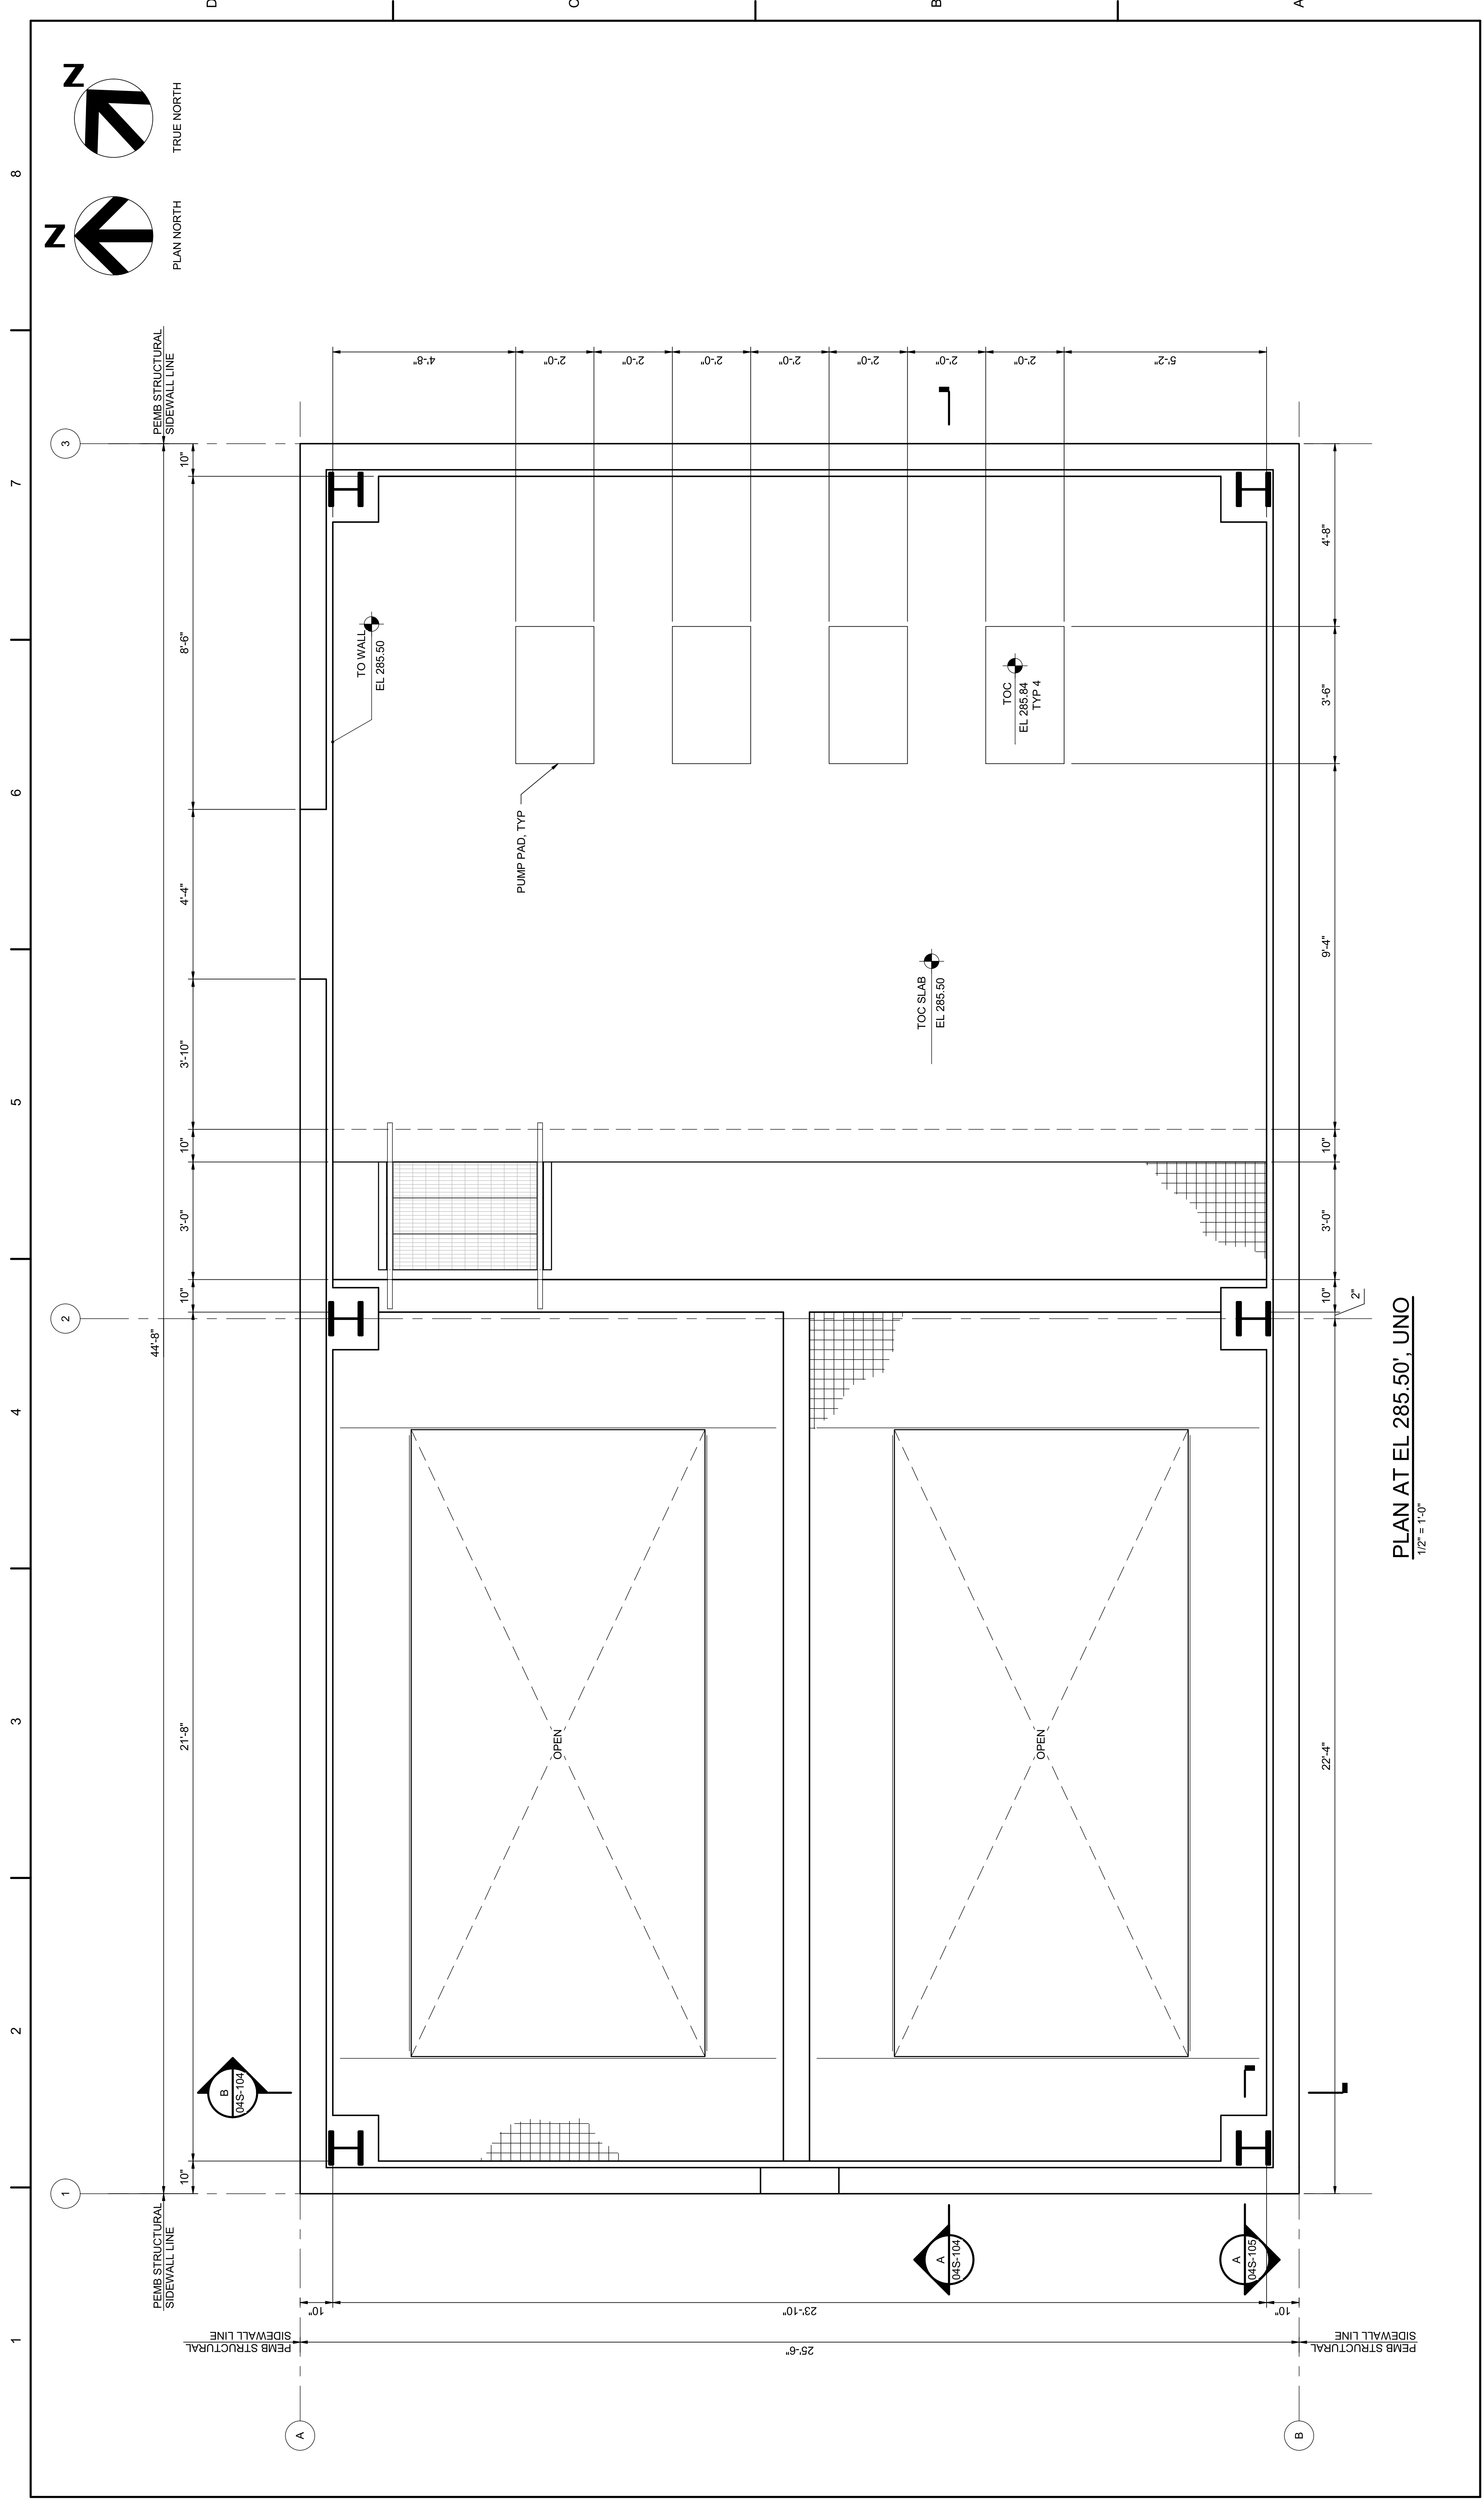 1
2
3
4
5
6
7
8
D
C
B
A
N
PLAN NORTH
N
TRUE NORTH
1
2
3
PEMB STRUCTURAL
SIDEWALL LINE
44'-8"
PEMB STRUCTURAL
SIDEWALL LINE
10"
21'-8"
10"
3'-0"
10"
3'-10"
4'-4"
8'-6"
10"
B
04S-104
A
B
PEMB STRUCTURAL
SIDEWALL LINE
25'-6"
PEMB STRUCTURAL
SIDEWALL LINE
10"
23'-10"
10"
A
04S-104
A
04S-105
OPEN
OPEN
TO WALL
EL 285.50
PUMP PAD, TYP
TOC SLAB
EL 285.50
TOC
EL 285.84
TYP 4
4'-8"
2'-0"
2'-0"
2'-0"
2'-0"
2'-0"
2'-0"
2'-0"
5'-2"
22'-4"
2"
10"
3'-0"
10"
9'-4"
3'-6"
4'-8"
PLAN AT EL 285.50', UNO
1/2" = 1'-0"